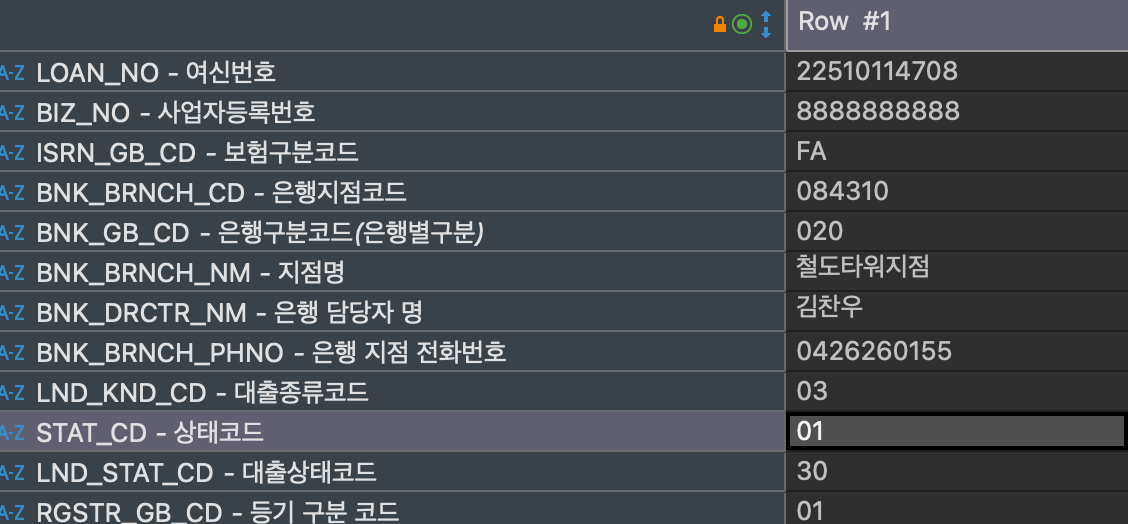 Row #1
A-Z LOAN_NO - 여신번호 22510114708
A-Z BIZ_NO - 사업자등록번호 8888888888
A-Z ISRN_GB_CD - 보험구분코드 FA
A-Z BNK_BRNCH_CD - 은행지점코드 084310
A-Z BNK_GB_CD - 은행구분코드(은행별구분) 020
A-Z BNK_BRNCH_NM - 지점명 철도타워지점
A-Z BNK_DRCTR_NM - 은행 담당자 명 김찬우
A-Z BNK_BRNCH_PHNO - 은행 지점 전화번호 0426260155
A-Z LND_KND_CD - 대출종류코드 03
A-Z STAT_CD - 상태코드 01
A-Z LND_STAT_CD - 대출상태코드 30
A-Z RGSTR_GB_CD - 등기 구분 코드 01